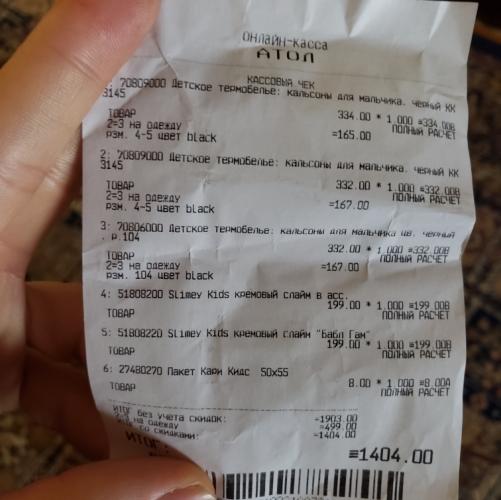 ОНЛАЙН-КАССА
АТОЛ
КАССОВЫЙ ЧЕК
1: 70809000 Детское термобелье: кальсоны для мальчика. черный КК
3145
334.00 * 1.000 =334.00В
ТОВАР ПОЛНЫЙ РАСЧЕТ
2=3 на одежду =165.00
рзм. 4-5 цвет black
2: 70809000 Детское термобелье: кальсоны для мальчика. черный КК
3145
332.00 * 1.000 =332.00В
ТОВАР ПОЛНЫЙ РАСЧЕТ
2=3 на одежду =167.00
рзм. 4-5 цвет black
3: 70806000 Детское термобелье: кальсоны для мальчика цв. черный
. р.104
332.00 * 1.000 =332.00В
ТОВАР ПОЛНЫЙ РАСЧЕТ
2=3 на одежду =167.00
рзм. 104 цвет black
4: 51808200 Slimey Kids кремовый слайм в асс.
199.00 * 1.000 =199.00В
ТОВАР ПОЛНЫЙ РАСЧЕТ
5: 51808220 Slimey Kids кремовый слайм "Бабл Гам"
199.00 * 1.000 =199.00В
ТОВАР ПОЛНЫЙ РАСЧЕТ
6: 27480270 Пакет Кари Кидс 50х55
8.00 * 1.000 =8.00А
ТОВАР ПОЛНЫЙ РАСЧЕТ
ИТОГ без учета скидок: =1903.00
2=3 на одежду =499.00
ИТОГ со скидками: =1404.00
ИТОГ: =1404.00